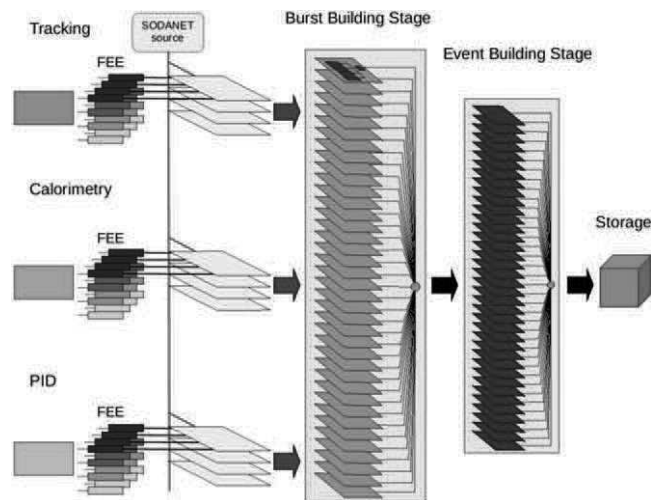 Tracking
SODANET
source
Burst Building Stage
Event Building Stage
FEE
Calorimetry
FEE
Storage
PID
FEE